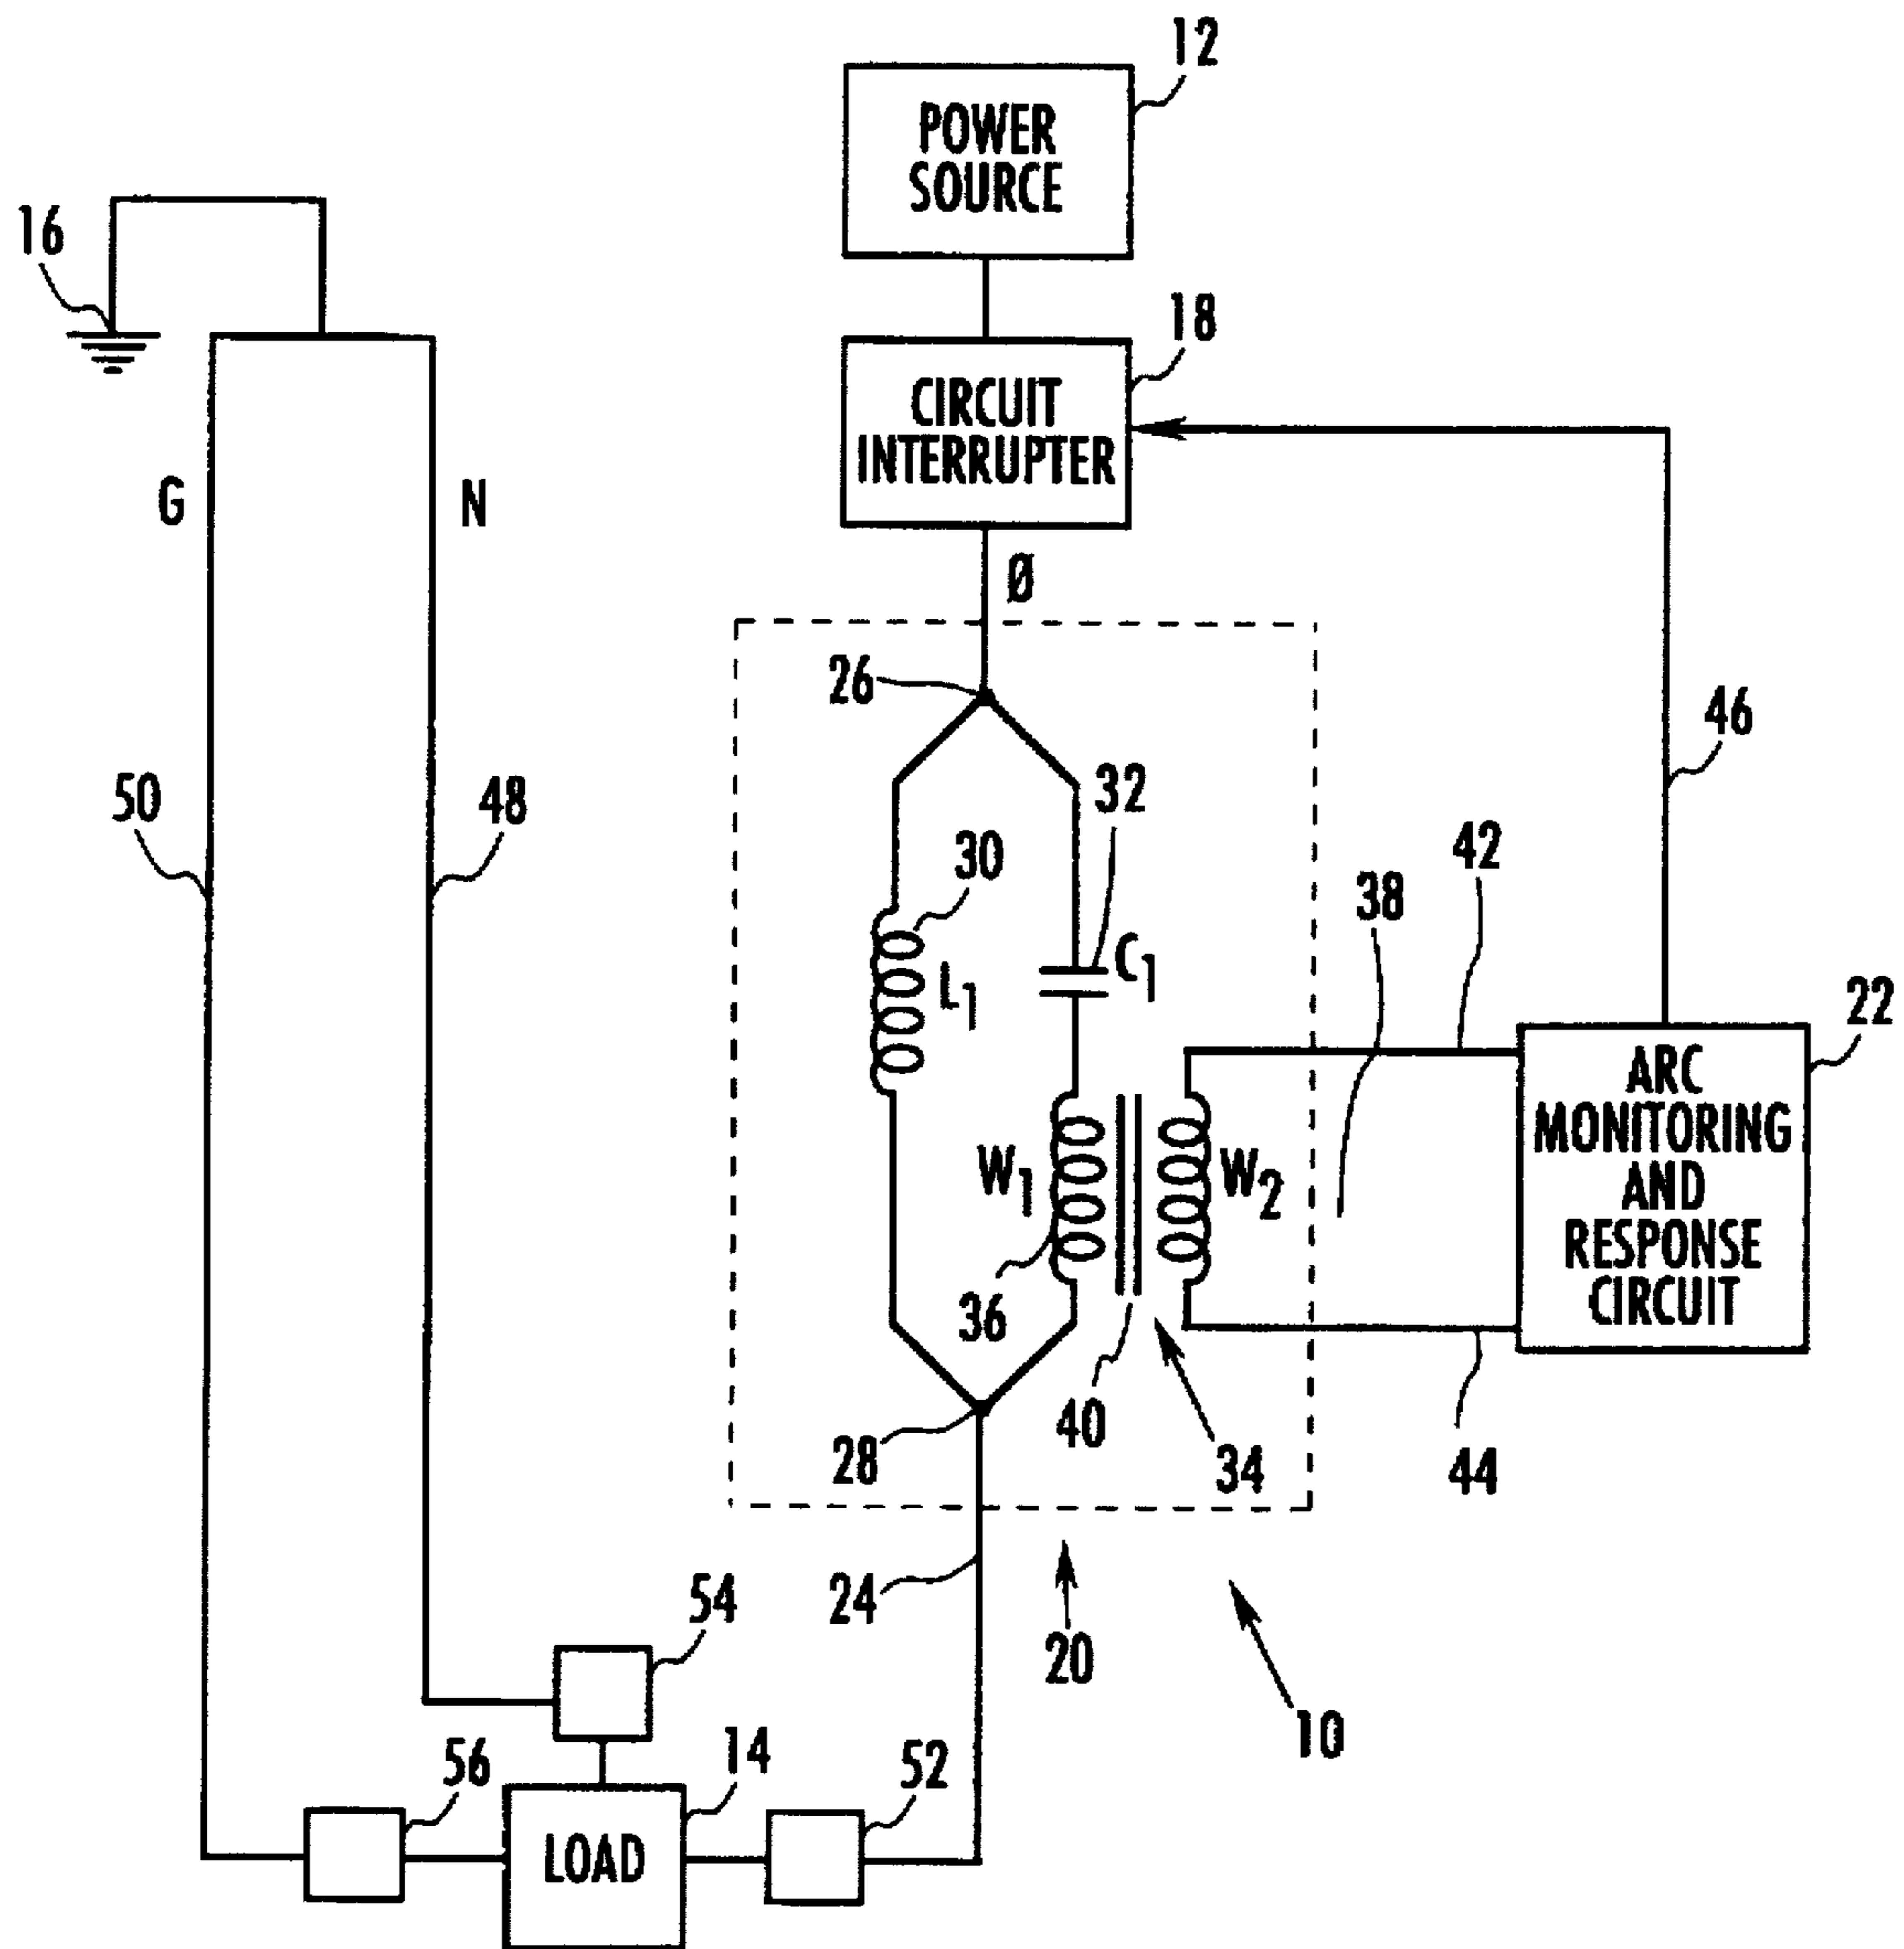 12
POWER
SOURCE
16
18
CIRCUIT
INTERRUPTER
G
N
Ø
26
46
32
50
48
30
42
38
C1
L1
22
ARC
MONITORING
AND
RESPONSE
CIRCUIT
W1
W2
36
40
34
28
44
24
54
20
10
14
52
56
LOAD